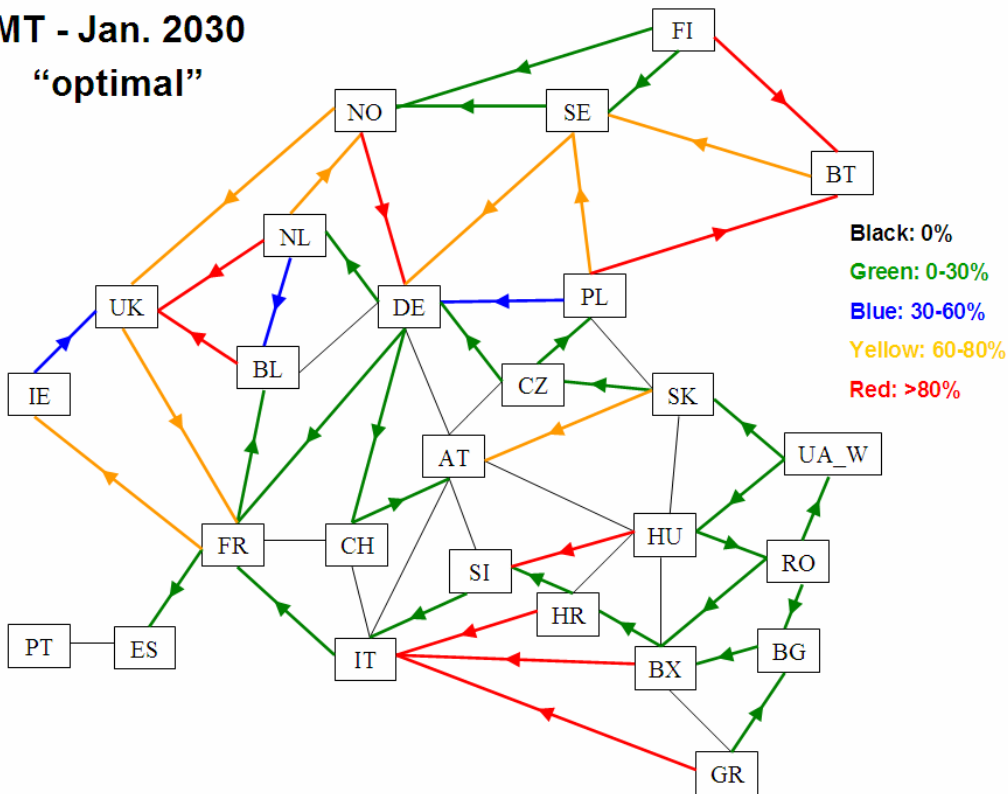 MT - Jan. 2030
“optimal”
FI
NO
SE
BT
NL
Black: 0%
Green: 0-30%
Blue: 30-60%
Yellow: 60-80%
Red: >80%
UK
DE
PL
BL
CZ
IE
SK
AT
UA_W
FR
CH
HU
RO
SI
HR
PT
ES
IT
BX
BG
GR